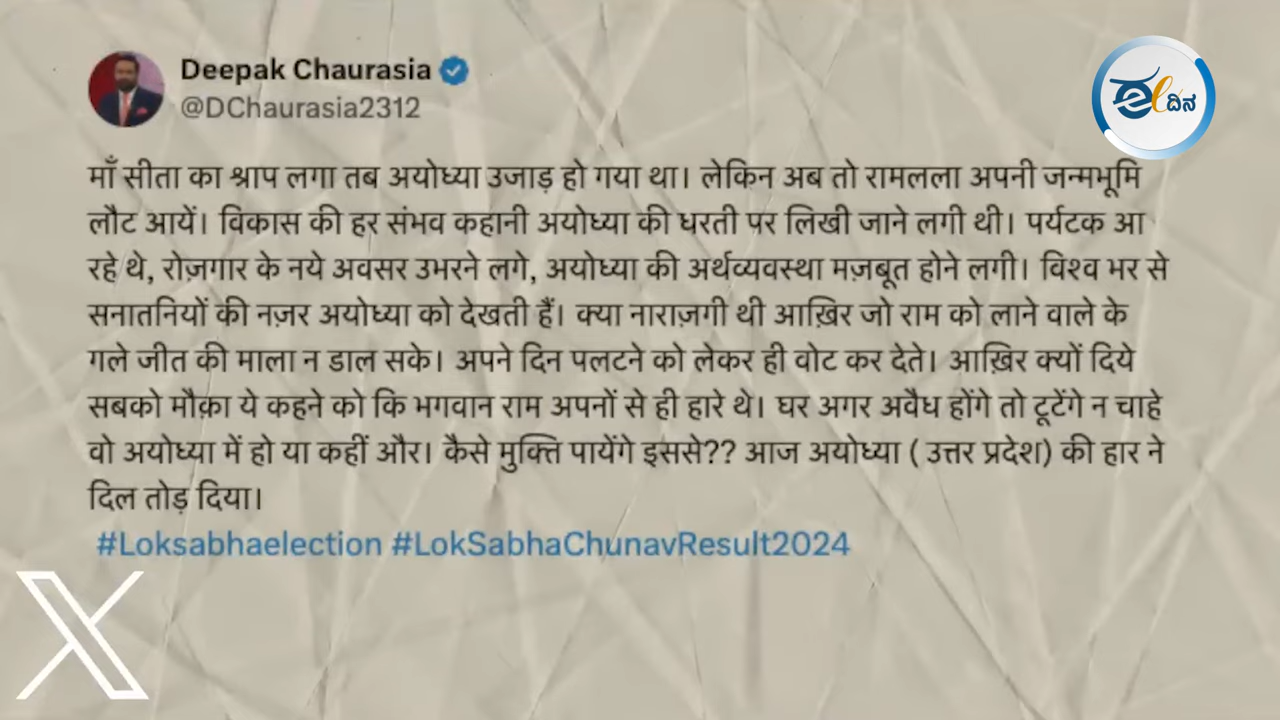 Deepak Chaurasia
@DChaurasia2312
ಈ e ದಿನ
माँ सीता का श्राप लगा तब अयोध्या उजाड़ हो गया था। लेकिन अब तो रामलला अपनी जन्मभूमि
लौट आयें। विकास की हर संभव कहानी अयोध्या की धरती पर लिखी जाने लगी थी। पर्यटक आ
रहे थे, रोज़गार के नये अवसर उभरने लगे, अयोध्या की अर्थव्यवस्था मज़बूत होने लगी। विश्व भर से
सनातनियों की नज़र अयोध्या को देखती हैं। क्या नाराज़गी थी आख़िर जो राम को लाने वाले के
गले जीत की माला न डाल सके। अपने दिन पलटने को लेकर ही वोट कर देते। आख़िर क्यों दिये
सबको मौक़ा ये कहने को कि भगवान राम अपनों से ही हारे थे। घर अगर अवैध होंगे तो टूटेंगे न चाहे
वो अयोध्या में हो या कहीं और। कैसे मुक्ति पायेंगे इससे?? आज अयोध्या ( उत्तर प्रदेश) की हार ने
दिल तोड़ दिया।
#Loksabhaelection #LokSabhaChunavResult2024
X